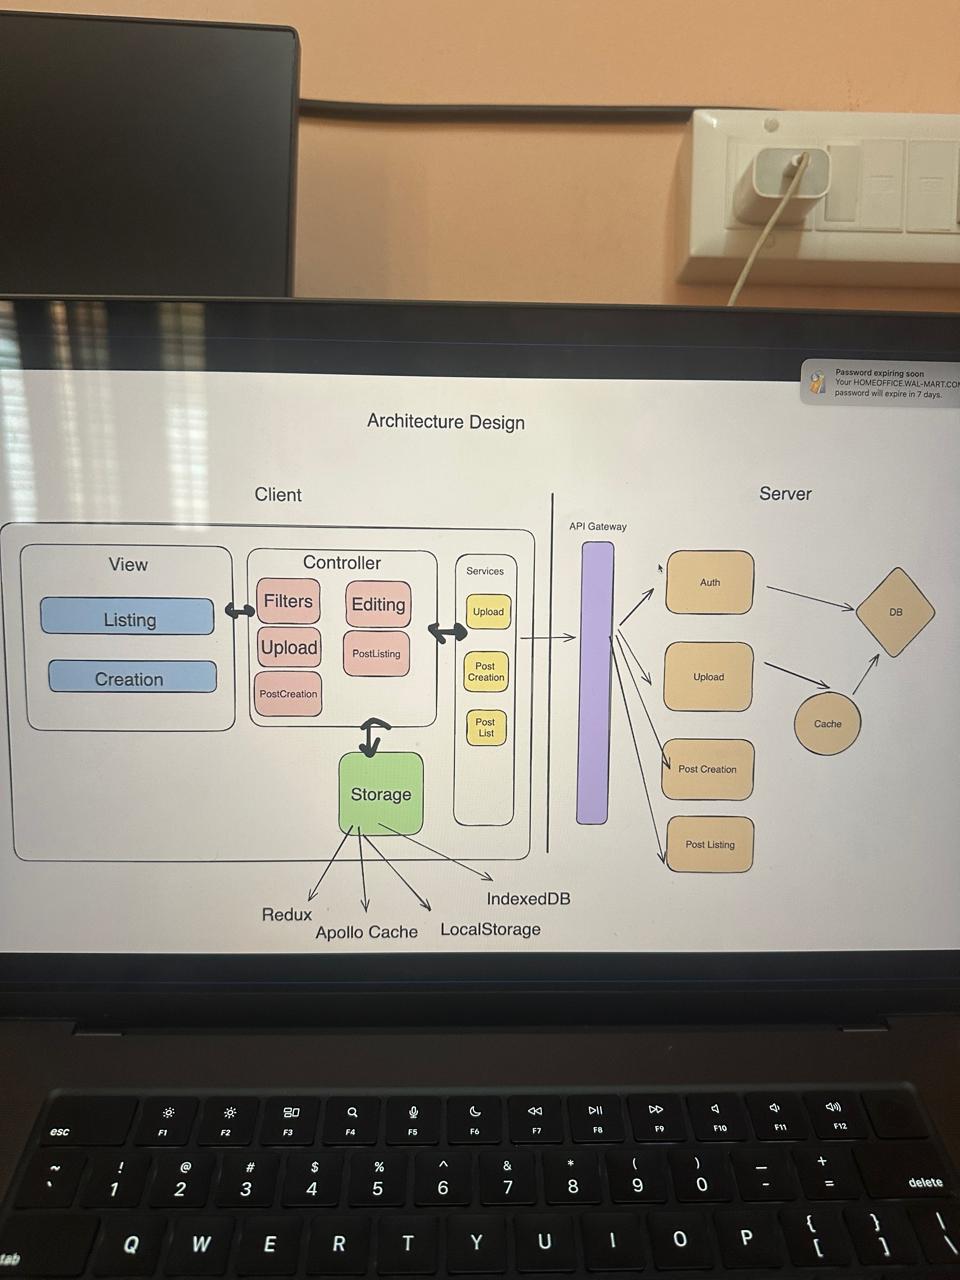 Password expiring soon
Your HOMEOFFICE.WAL-MART.COM
password will expire in 7 days.
Architecture Design
Client
Server
API Gateway
View
Listing
Creation
Controller
Filters
Editing
Upload
PostListing
PostCreation
Services
Upload
Post
Creation
Post
List
Storage
Redux
Apollo Cache
LocalStorage
IndexedDB
Auth
Upload
Post Creation
Post Listing
DB
Cache
esc
F1
F2
F3
F4
F5
F6
F7
F8
F9
F10
F11
F12
~ ! @ # $ % ^ & * ( ) — +
` 1 2 3 4 5 6 7 8 9 0 - = delete
tab Q W E R T Y U I O P { [ } ] | \